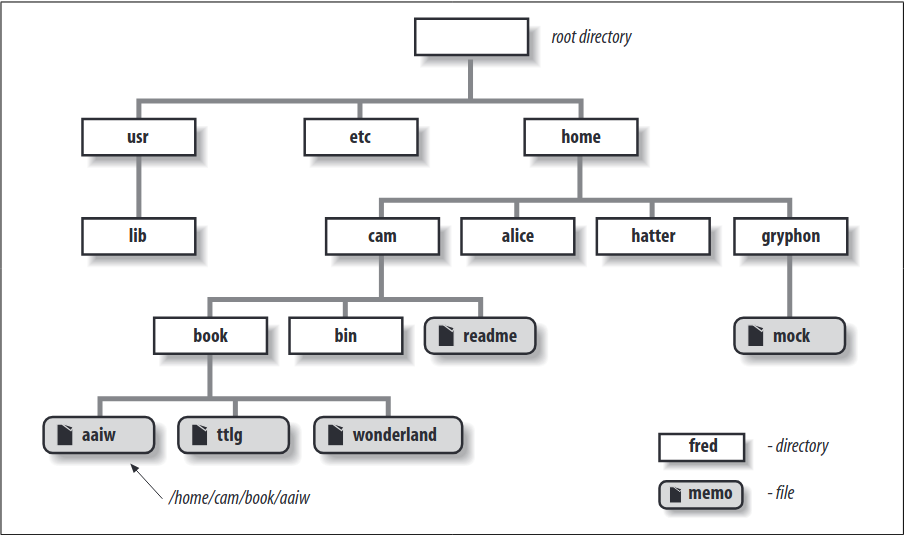 root directory
usr
etc
home
lib
cam
alice
hatter
gryphon
book
bin
readme
mock
aaiw
ttlg
wonderland
/home/cam/book/aaiw
fred - directory
memo - file